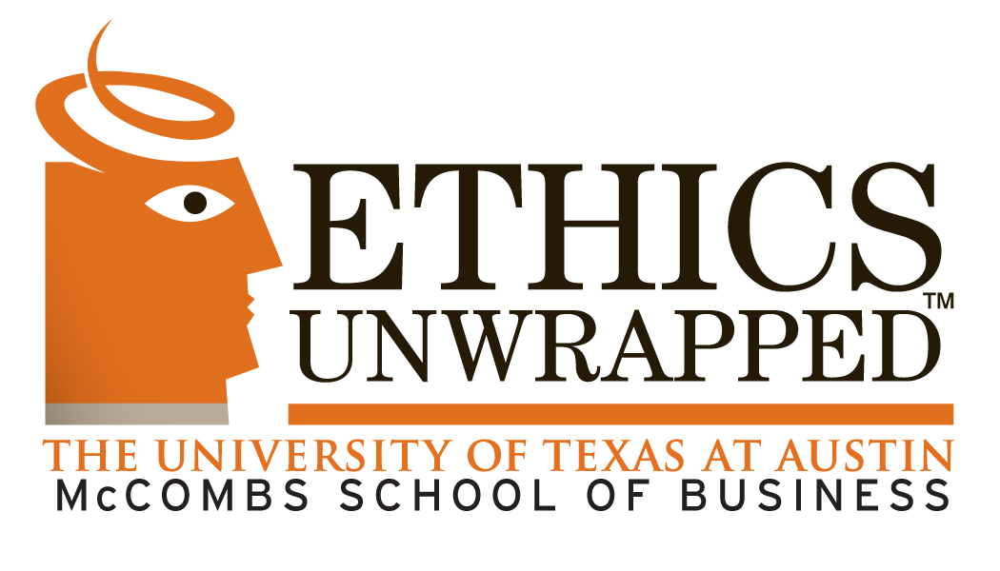 ETHICS
UNWRAPPED™
THE UNIVERSITY OF TEXAS AT AUSTIN
McCOMBS SCHOOL OF BUSINESS